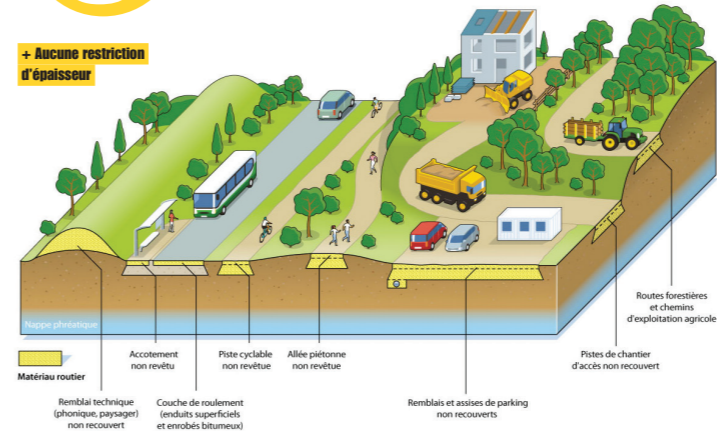 + Aucune restriction
d'épaisseur
Nappe phréatique
Matériau routier
Remblai technique
(phonique, paysager)
non recouvert
Accotement
non revêtu
Couche de roulement
(enduits superficiels
et enrobés bitumeux)
Piste cyclable
non revêtue
Allée piétonne
non revêtue
Remblais et assises de parking
non recouverts
Pistes de chantier
d'accès non recouvert
Routes forestières
et chemins
d'exploitation agricole